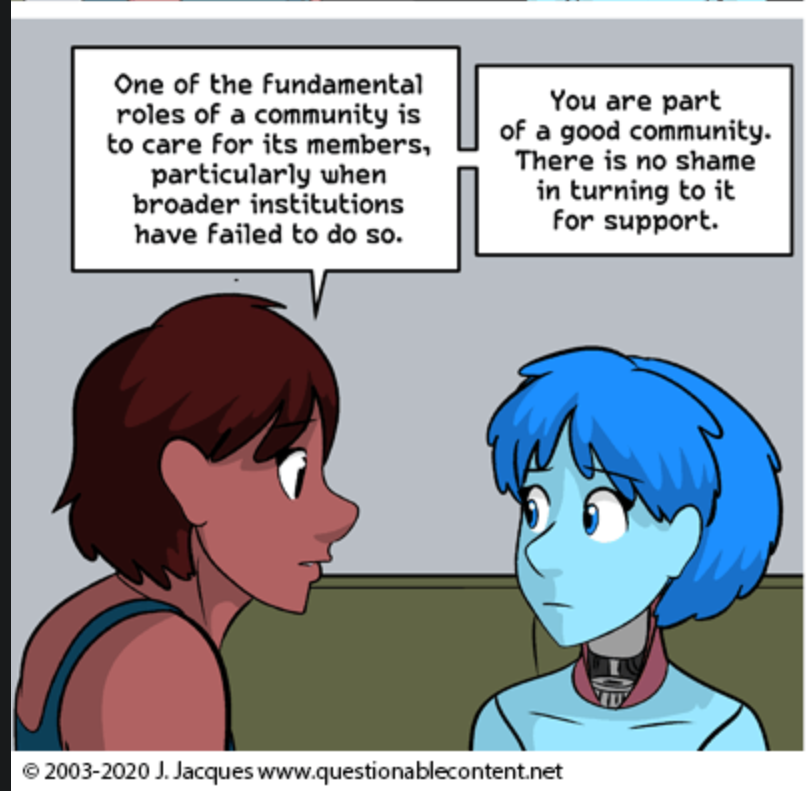 One of the fundamental
roles of a community is
to care for its members,
particularly when
broader institutions
have failed to do so.
You are part
of a good community.
There is no shame
in turning to it
for support.
© 2003-2020 J. Jacques www.questionablecontent.net